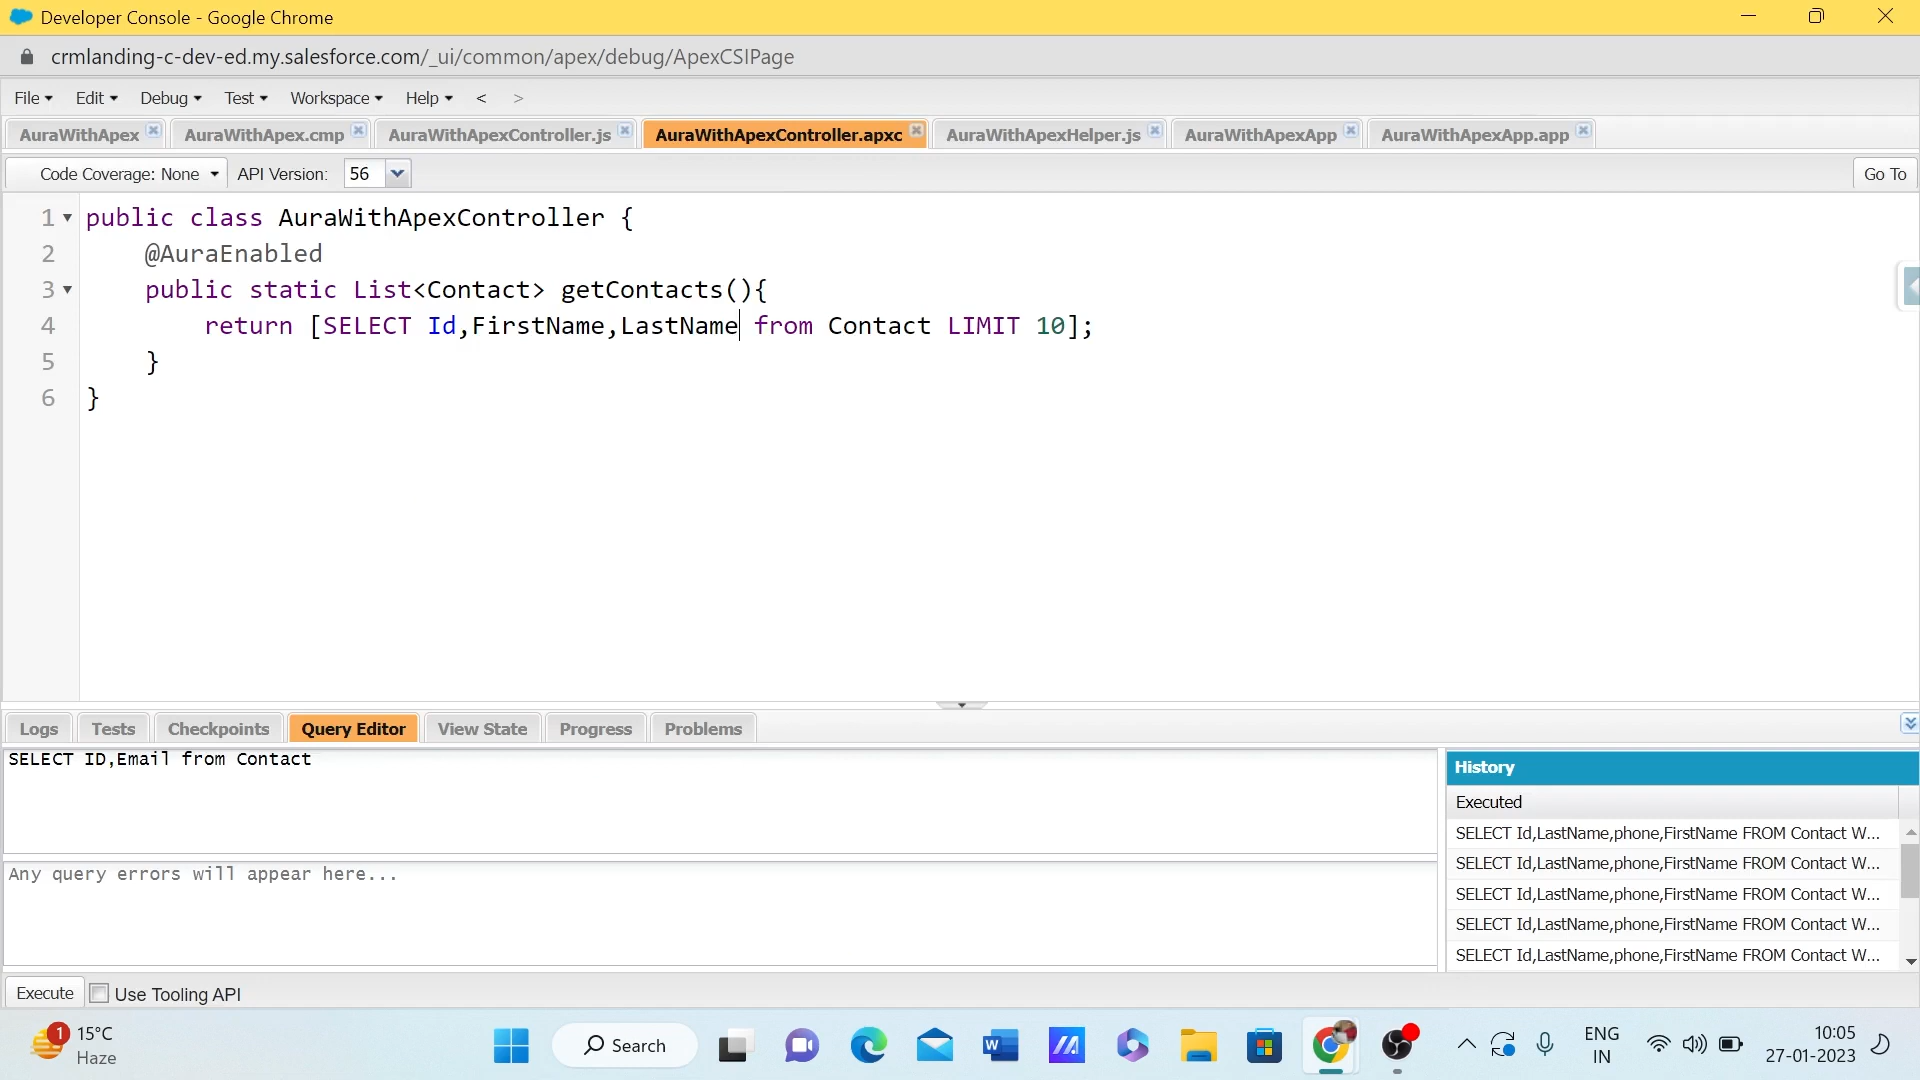 Developer Console - Google Chrome
crmlanding-c-dev-ed.my.salesforce.com/_ui/common/apex/debug/ApexCSIPage
File Edit Debug Test Workspace Help < >
AuraWithApex AuraWithApex.cmp AuraWithApexController.js AuraWithApexController.apxc AuraWithApexHelper.js AuraWithApexApp AuraWithApexApp.app
Code Coverage: None API Version: 56 Go To
1 public class AuraWithApexController {
2 @AuraEnabled
3 public static List<Contact> getContacts(){
4 return [SELECT Id,FirstName,LastName from Contact LIMIT 10];
5 }
6 }
Logs Tests Checkpoints Query Editor View State Progress Problems
SELECT ID,Email from Contact
Any query errors will appear here...
History
Executed
SELECT Id,LastName,phone,FirstName FROM Contact W...
SELECT Id,LastName,phone,FirstName FROM Contact W...
SELECT Id,LastName,phone,FirstName FROM Contact W...
SELECT Id,LastName,phone,FirstName FROM Contact W...
SELECT Id,LastName,phone,FirstName FROM Contact W...
Execute Use Tooling API
1 15°C
Haze
Search
W
ENG
IN
10:05
27-01-2023